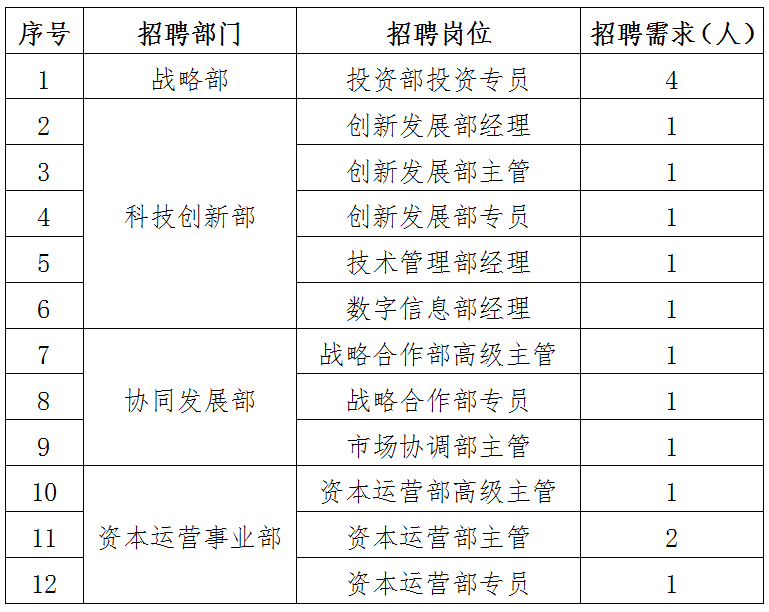 序号 招聘部门 招聘岗位 招聘需求（人）
1 战略部 投资部投资专员 4
2 科技创新部 创新发展部经理 1
3 创新发展部主管 1
4 创新发展部专员 1
5 技术管理部经理 1
6 数字信息部经理 1
7 协同发展部 战略合作部高级主管 1
8 战略合作部专员 1
9 市场协调部主管 1
10 资本运营事业部 资本运营部高级主管 1
11 资本运营部主管 2
12 资本运营部专员 1